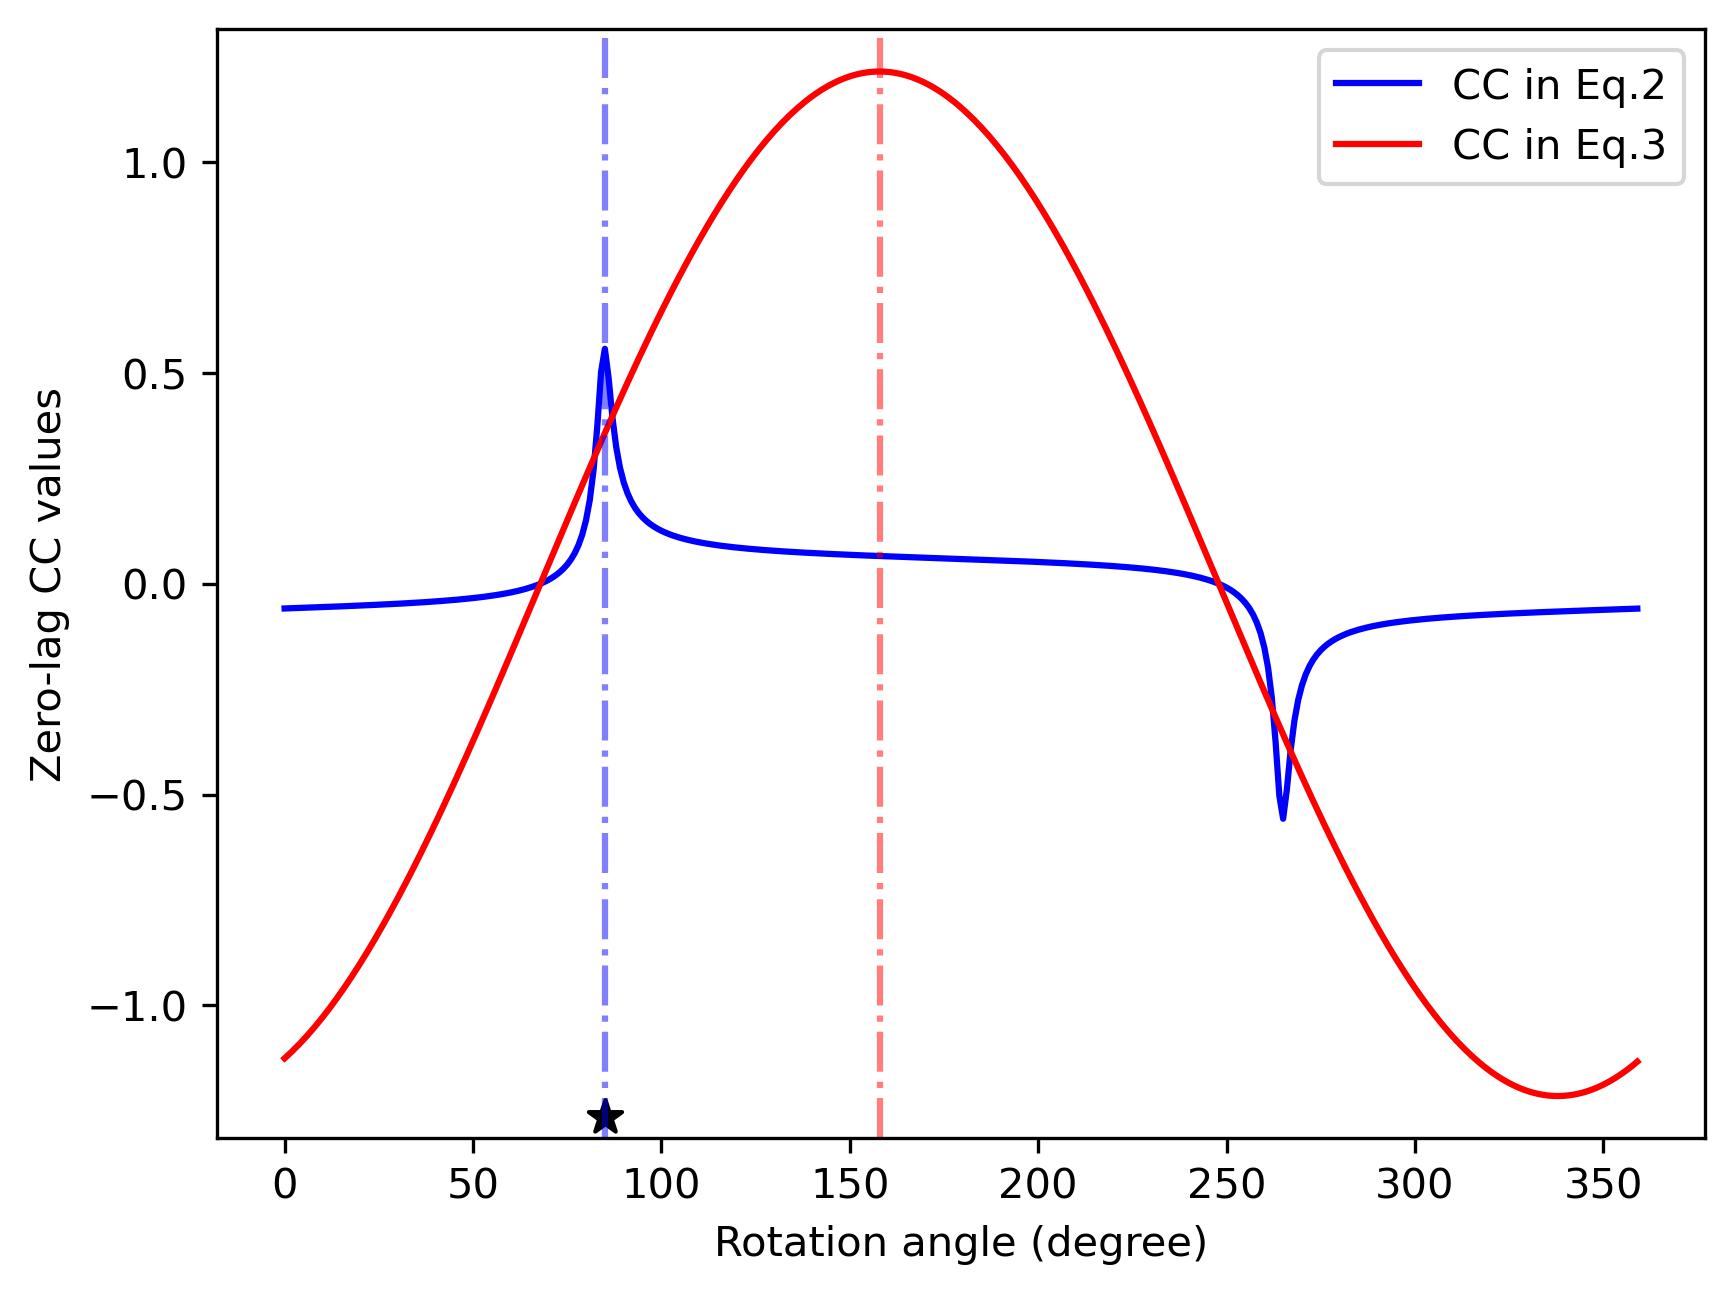 CC in Eq.2
CC in Eq.3
Zero-lag CC values
1.0
0.5
0.0
−0.5
−1.0
0 50 100 150 200 250 300 350
Rotation angle (degree)